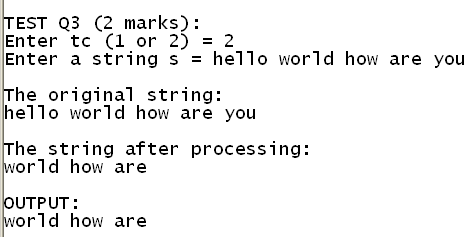 TEST Q3 (2 marks):
Enter tc (1 or 2) = 2
Enter a string s = hello world how are you
The original string:
hello world how are you
The string after processing:
world how are
OUTPUT:
world how are